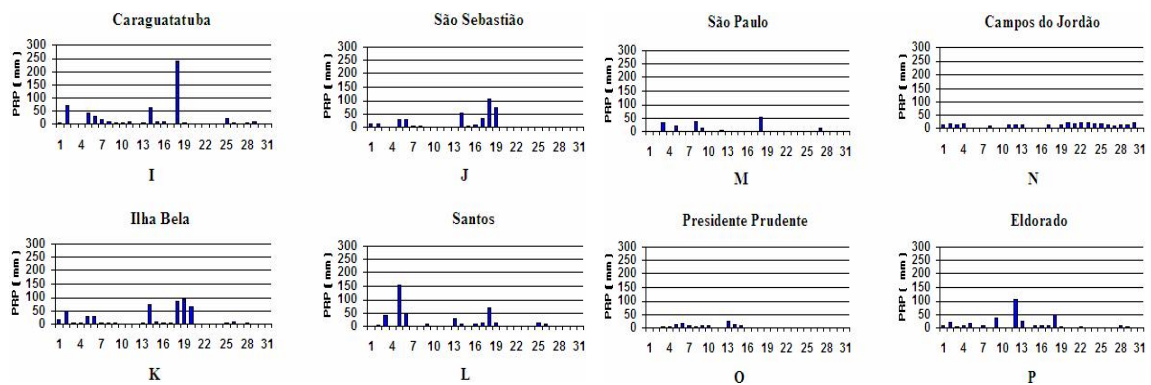 Caraguatatuba
PRP ( mm )
300
250
200
150
100
50
0
1 4 7 10 13 16 19 22 25 28 31
I
São Sebastião
PRP ( mm )
300
250
200
150
100
50
0
1 4 7 10 13 16 19 22 25 28 31
J
São Paulo
PRP ( mm )
300
250
200
150
100
50
0
1 4 7 10 13 16 19 22 25 28 31
M
Campos do Jordão
PRP ( mm )
300
250
200
150
100
50
0
1 4 7 10 13 16 19 22 25 28 31
N
Ilha Bela
PRP ( mm )
300
250
200
150
100
50
0
1 4 7 10 13 16 19 22 25 28 31
K
Santos
PRP ( mm )
300
250
200
150
100
50
0
1 4 7 10 13 16 19 22 25 28 31
L
Presidente Prudente
PRP ( mm )
300
250
200
150
100
50
0
1 4 7 10 13 16 19 22 25 28 31
O
Eldorado
PRP ( mm )
300
250
200
150
100
50
0
1 4 7 10 13 16 19 22 25 28 31
P